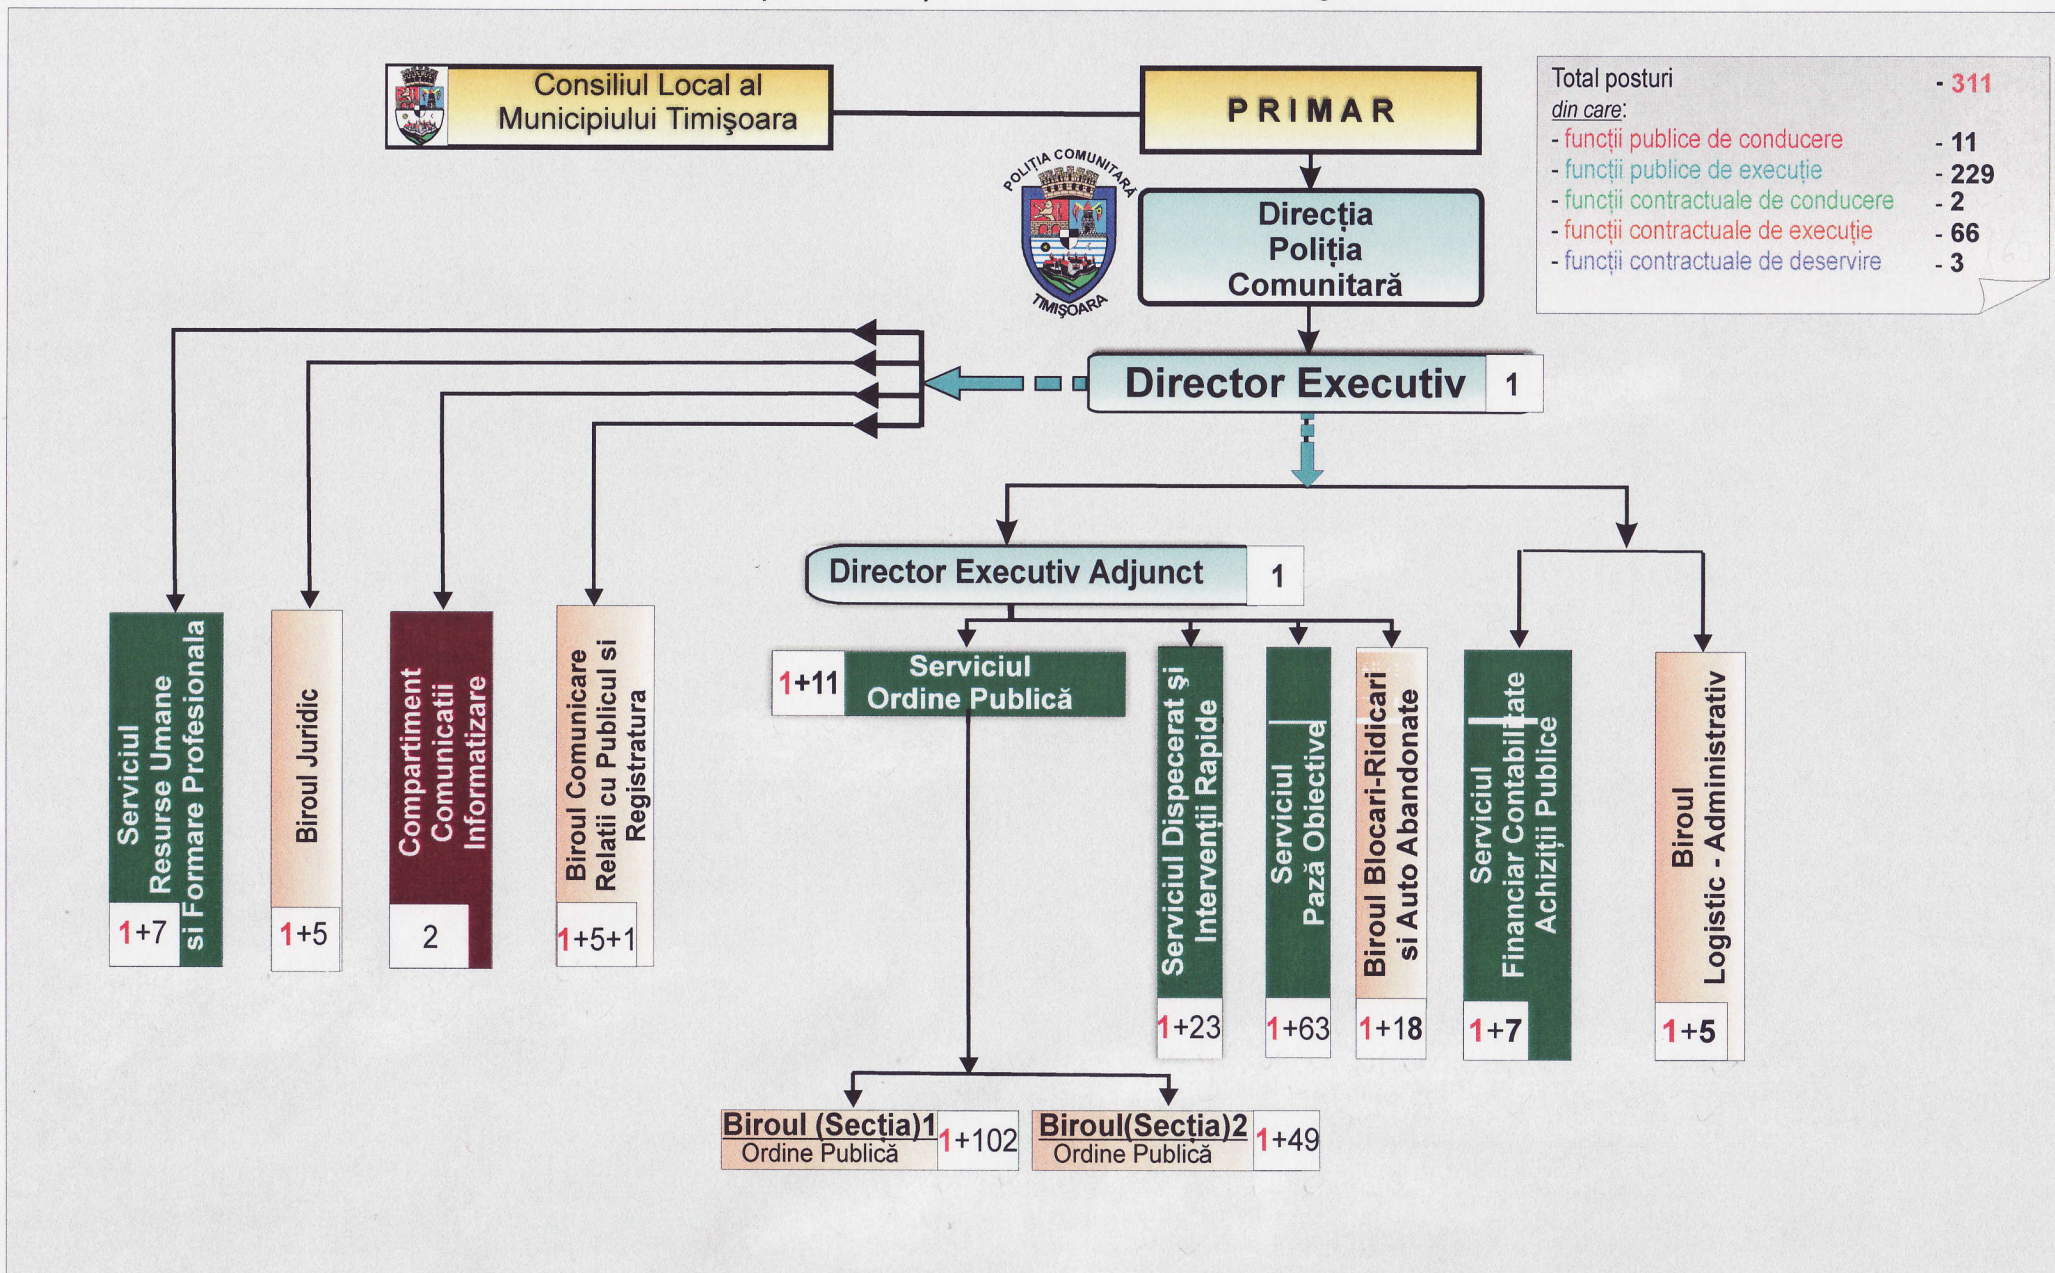 Consiliul Local al
Municipiului Timişoara
PRIMAR
Total posturi - 311
din care:
- funcții publice de conducere - 11
- funcții publice de execuție - 229
- funcții contractuale de conducere - 2
- funcții contractuale de execuție - 66
- funcții contractuale de deservire - 3
POLIȚIA COMUNITARĂ
TIMIŞOARA
Direcția
Poliția
Comunitară
Director Executiv 1
Director Executiv Adjunct 1
Serviciul
Resurse Umane
si Formare Profesionala
1+7
Biroul Juridic
1+5
Compartiment
Comunicatii
Informatizare
2
Biroul Comunicare
Relatii cu Publicul si
Registratura
1+5+1
1+11
Serviciul
Ordine Publică
Serviciul Dispecerat şi
Intervenții Rapide
1+23
Serviciul
Pază Obiective
1+63
Biroul Blocari-Ridicari
si Auto Abandonate
1+18
Serviciul
Financiar Contabilitate
Achiziții Publice
1+7
Biroul
Logistic - Administrativ
1+5
Biroul (Secția)1
Ordine Publică
1+102
Biroul(Secția)2
Ordine Publică
1+49